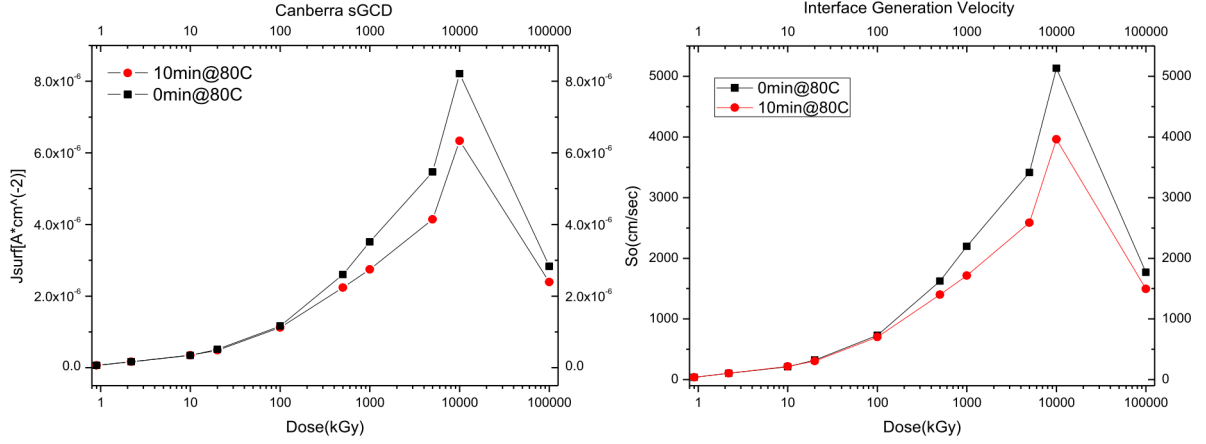 Canberra sGCD
1 10 100 1000 10000 100000
8.0x10⁻⁶ 8.0x10⁻⁶
6.0x10⁻⁶ 6.0x10⁻⁶
4.0x10⁻⁶ 4.0x10⁻⁶
2.0x10⁻⁶ 2.0x10⁻⁶
0.0 0.0
Jsurf[A*cm^(-2)]
10min@80C
0min@80C
1 10 100 1000 10000 100000
Dose(kGy)
Interface Generation Velocity
1 10 100 1000 10000 100000
5000 5000
4000 4000
3000 3000
2000 2000
1000 1000
0 0
So(cm/sec)
0min@80C
10min@80C
1 10 100 1000 10000 100000
Dose(kGy)